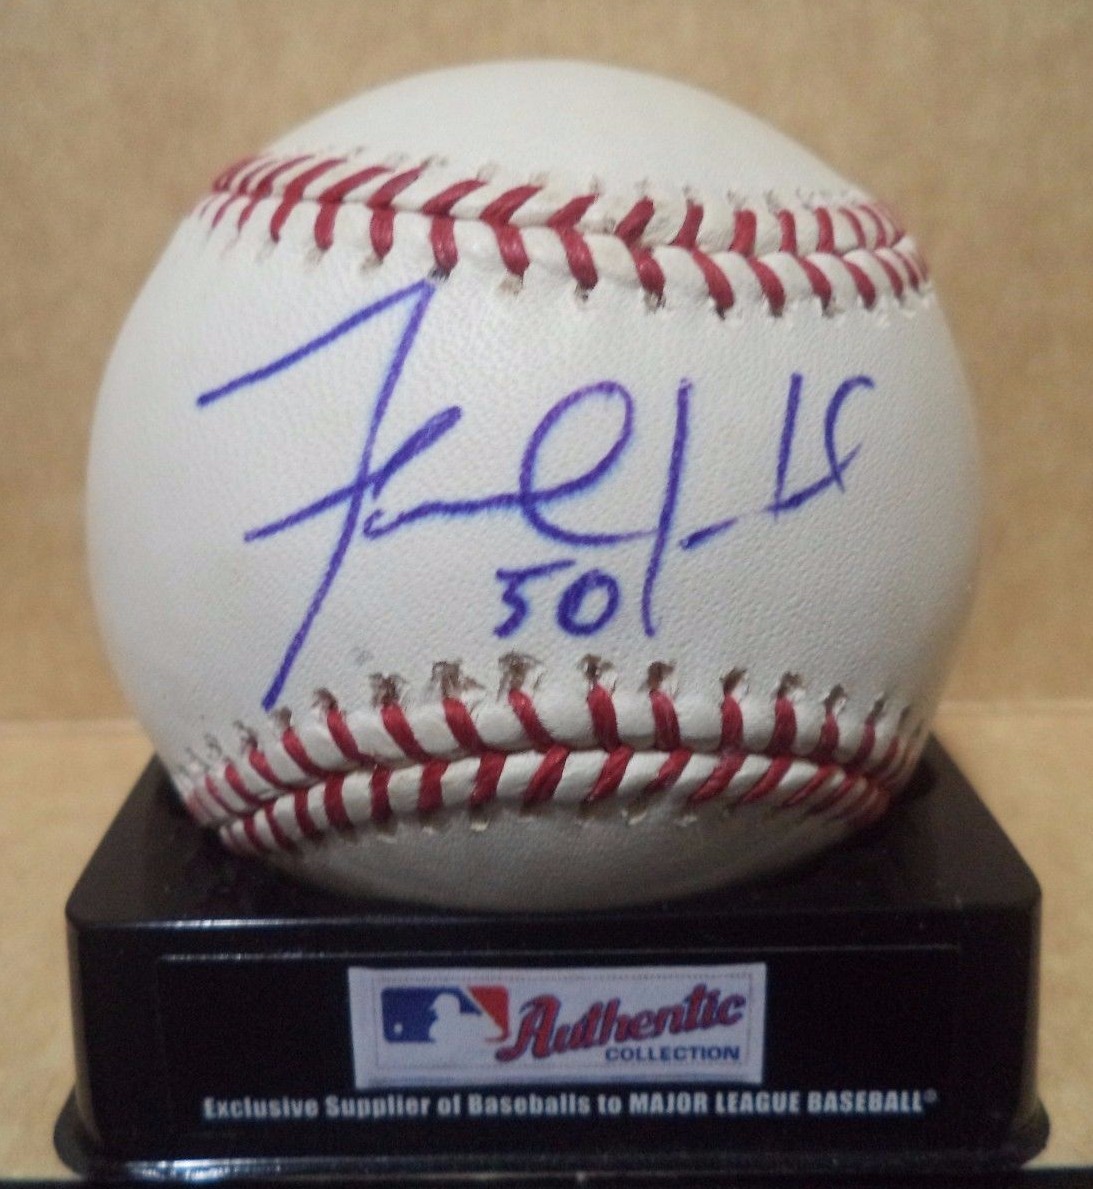 50
Authentic
COLLECTION
Exclusive Supplier of Baseballs to MAJOR LEAGUE BASEBALL®